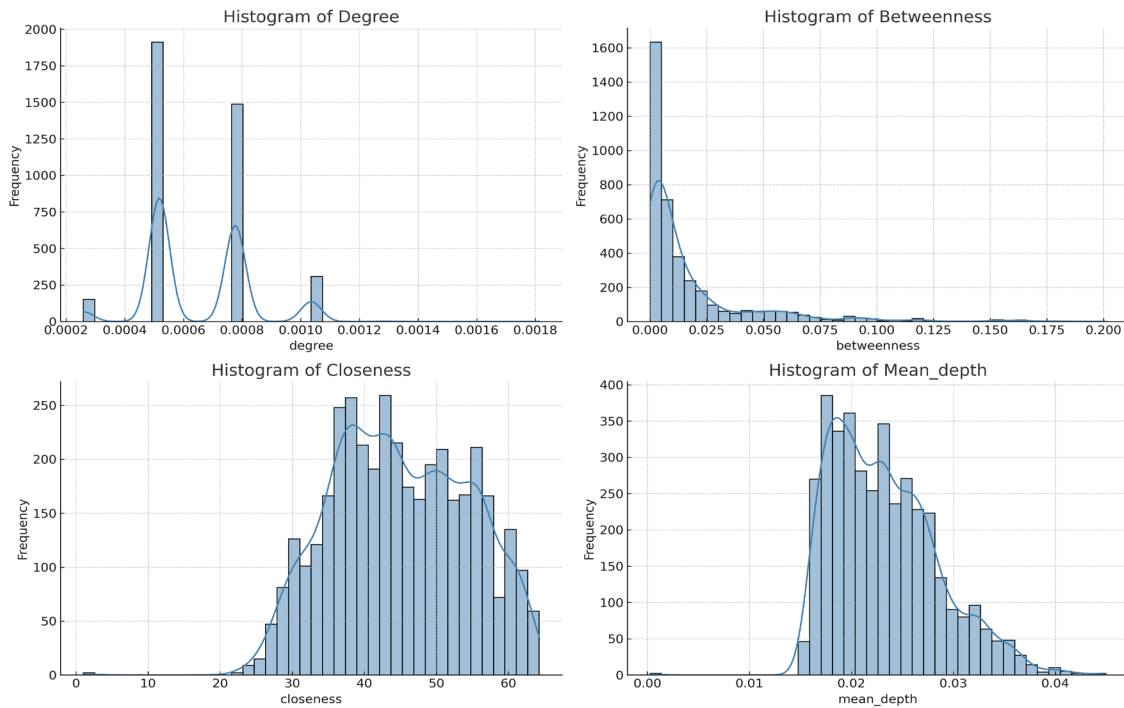 Histogram of Degree
2000
1750
1500
1250
1000
750
500
250
0
Frequency
0.0002 0.0004 0.0006 0.0008 0.0010 0.0012 0.0014 0.0016 0.0018
degree
Histogram of Betweenness
1600
1400
1200
1000
800
600
400
200
0
Frequency
0.000 0.025 0.050 0.075 0.100 0.125 0.150 0.175 0.200
betweenness
Histogram of Closeness
250
200
150
100
50
0
Frequency
0 10 20 30 40 50 60
closeness
Histogram of Mean_depth
400
350
300
250
200
150
100
50
0
Frequency
0.00 0.01 0.02 0.03 0.04
mean_depth